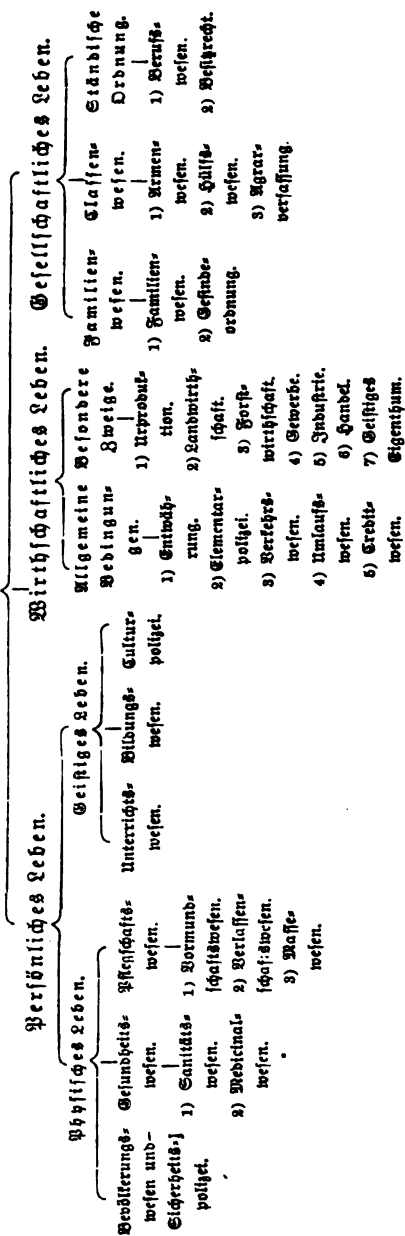 Persönliches Leben.
Wirthschaftliches Leben.
Gesellschaftliches Leben.
Physisches Leben.
Geistiges Leben.
Bevölkerungs-
wesen und-
Sicherheits-]
polizei.
Gesundheits-
wesen.
1) Sanitäts-
wesen.
2) Medicinal-
wesen.
Pflegschafts-
wesen.
1) Vormund-
schaftswesen.
2) Verlassen-
schaf:swesen.
3) Masse-
wesen.
Unterrichts-
wesen.
Bildungs-
wesen.
Cultur-
polizei.
Allgemeine
Bedingun-
gen.
1) Entwäh-
rung.
2) Elementar-
polizei.
3) Verkehrs-
wesen.
4) Umlaufs-
wesen.
5) Credit-
wesen.
Besondere
Zweige.
1) Urproduk-
tion.
2) Landwirth-
schaft.
3) Forst-
wirthschaft.
4) Gewerbe.
5) Industrie.
6) Handel.
7) Geistiges
Eigenthum.
Familien-
wesen.
1) Familien-
wesen.
2) Gesinde-
ordnung.
Classen-
wesen.
1) Armen-
wesen.
2) Hülfs-
wesen.
3) Agrar-
verfassung.
Ständische
Ordnung.
1) Berufs-
wesen.
2) Besitzrecht.